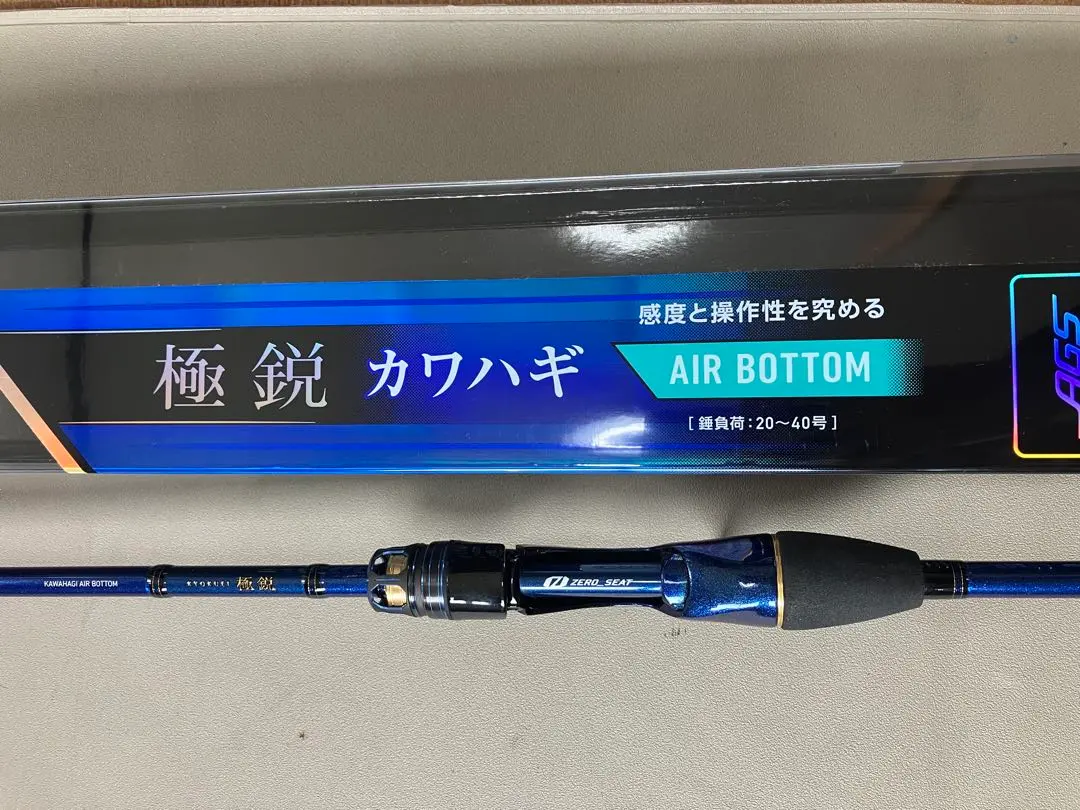 感度と操作性を究める
極鋭 カワハギ AIR BOTTOM
[ 錘負荷:20〜40号 ]
AGS
KAWAHAGI AIR BOTTOM
KYOKUEI 極鋭
ZERO_SEAT